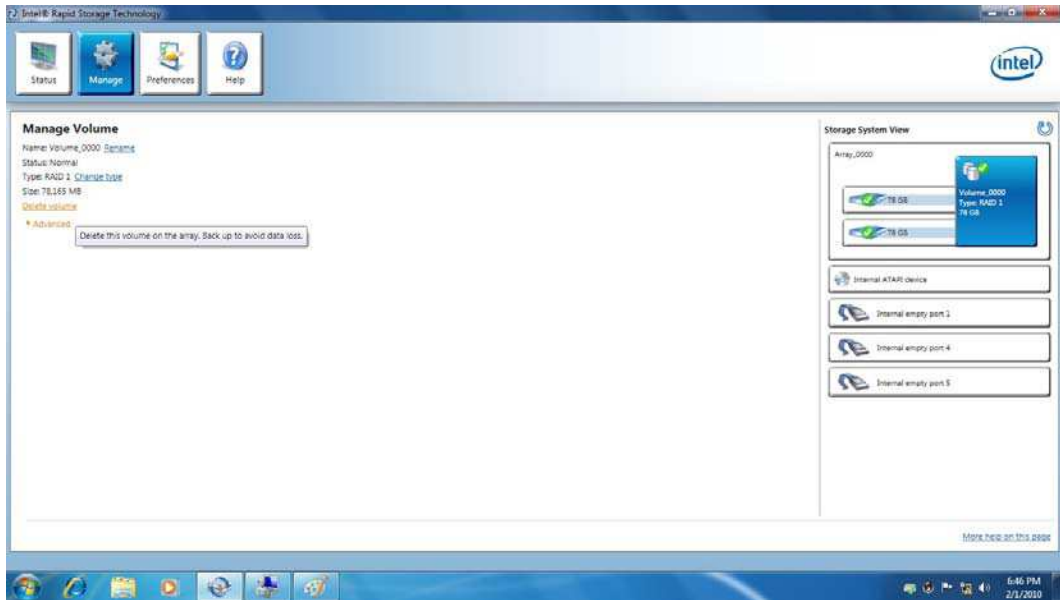 Intel® Rapid Storage Technology
Status
Manage
Preferences
Help
intel
Manage Volume
Name: Volume_0000 Rename
Status: Normal
Type: RAID 1 Change type
Size: 78,165 MB
Delete volume
Advanced
Delete this volume on the array. Back up to avoid data loss.
Storage System View
Array_0000
78 GB
78 GB
Volume_0000
Type: RAID 1
78 GB
Internal ATAPI device
Internal empty port 1
Internal empty port 4
Internal empty port 5
More help on this page
6:46 PM
2/1/2010